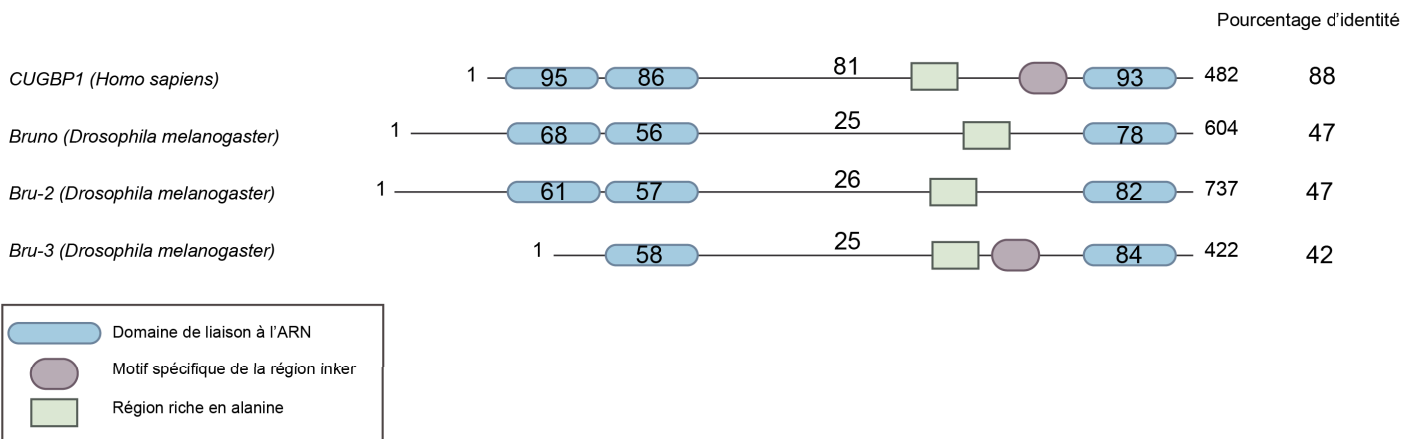 Pourcentage d'identité
CUGBP1 (Homo sapiens) 1 95 86 81 93 482 88
Bruno (Drosophila melanogaster) 1 68 56 25 78 604 47
Bru-2 (Drosophila melanogaster) 1 61 57 26 82 737 47
Bru-3 (Drosophila melanogaster) 1 58 25 84 422 42
Domaine de liaison à l'ARN
Motif spécifique de la région inker
Région riche en alanine